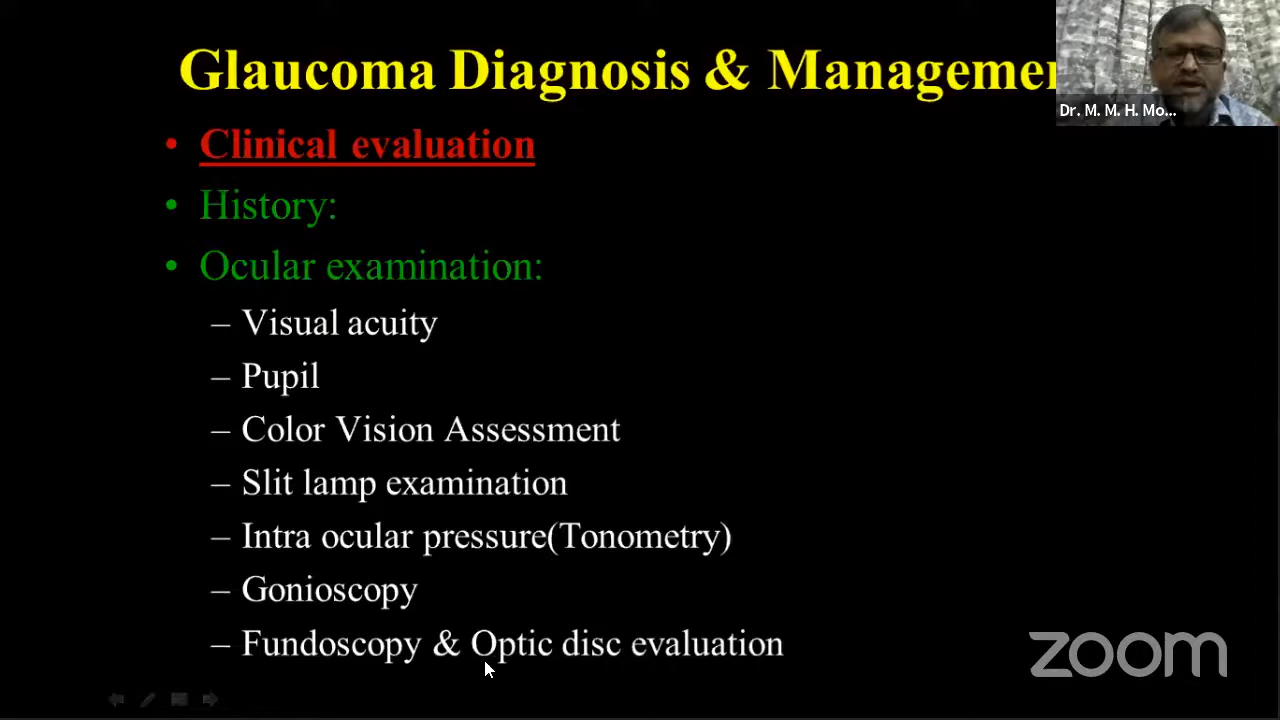 Glaucoma Diagnosis & Managemen
Dr. M. M. H. Mo...
• Clinical evaluation
• History:
• Ocular examination:
– Visual acuity
– Pupil
– Color Vision Assessment
– Slit lamp examination
– Intra ocular pressure(Tonometry)
– Gonioscopy
– Fundoscopy & Optic disc evaluation
zoom